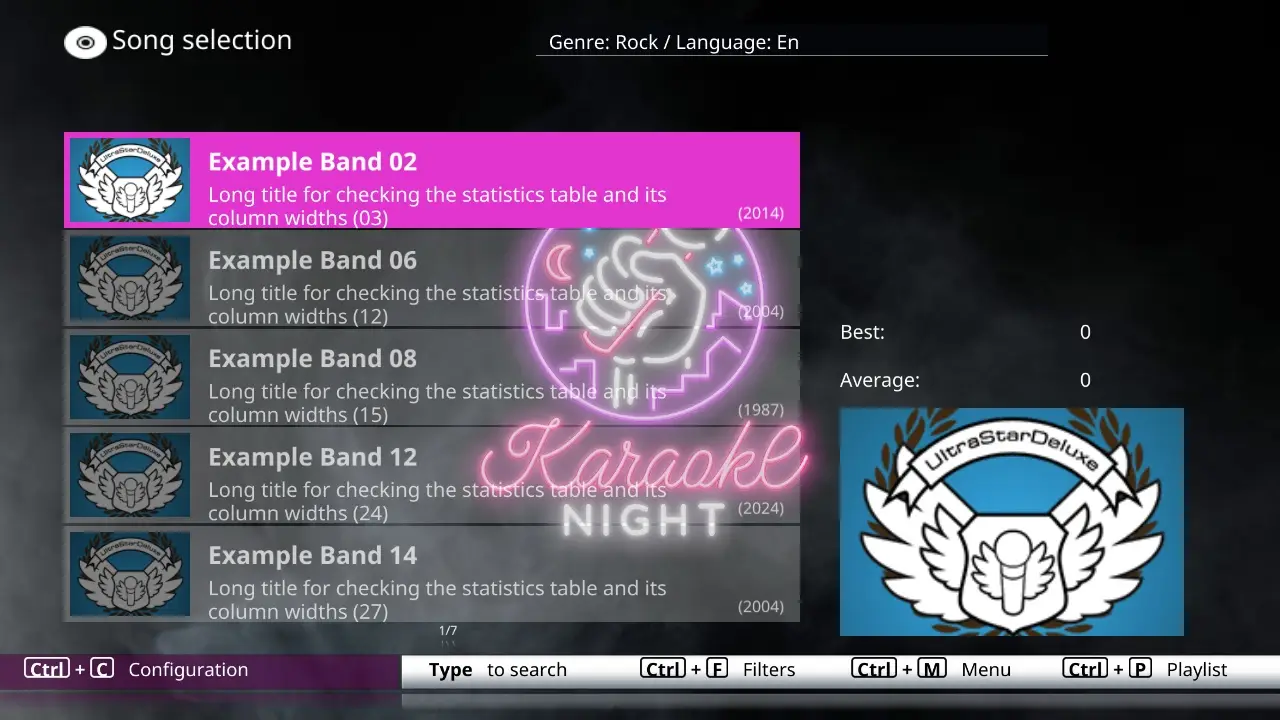 Song selection
Genre: Rock / Language: En
Example Band 02
Long title for checking the statistics table and its
column widths (03)
(2014)
Example Band 06
Long title for checking the statistics table and its
column widths (12)
(2004)
Example Band 08
Long title for checking the statistics table and its
column widths (15)
(1987)
Example Band 12
Long title for checking the statistics table and its
column widths (24)
(2024)
Example Band 14
Long title for checking the statistics table and its
column widths (27)
(2004)
Karaoke
NIGHT
1/7
Best: 0
Average: 0
UltraStarDeluxe
UltraStarDeluxe
UltraStarDeluxe
UltraStarDeluxe
UltraStarDeluxe
UltraStarDeluxe
Ctrl + C Configuration
Type to search
Ctrl + F Filters
Ctrl + M Menu
Ctrl + P Playlist